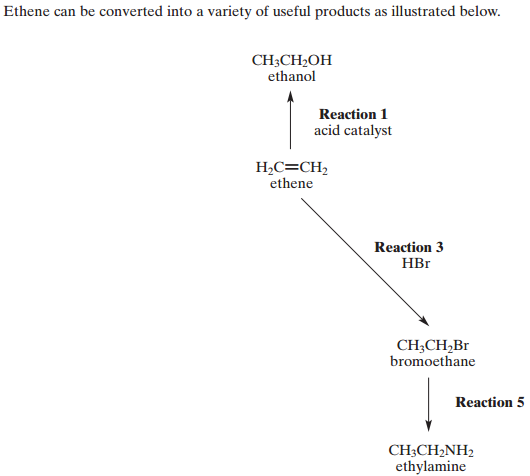 Ethene can be converted into a variety of useful products as illustrated below.
CH₃CH₂OH
ethanol
Reaction 1
acid catalyst
H₂C=CH₂
ethene
Reaction 3
HBr
CH₃CH₂Br
bromoethane
Reaction 5
CH₃CH₂NH₂
ethylamine